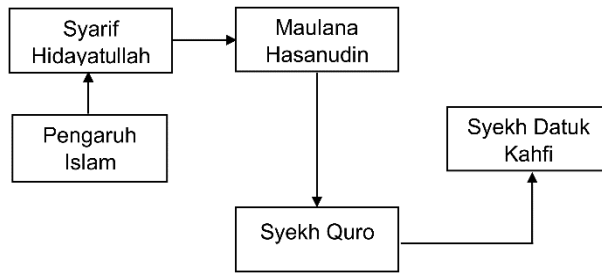 Syarif
Hidayatullah
Maulana
Hasanudin
Pengaruh
Islam
Syekh Datuk
Kahfi
Syekh Quro